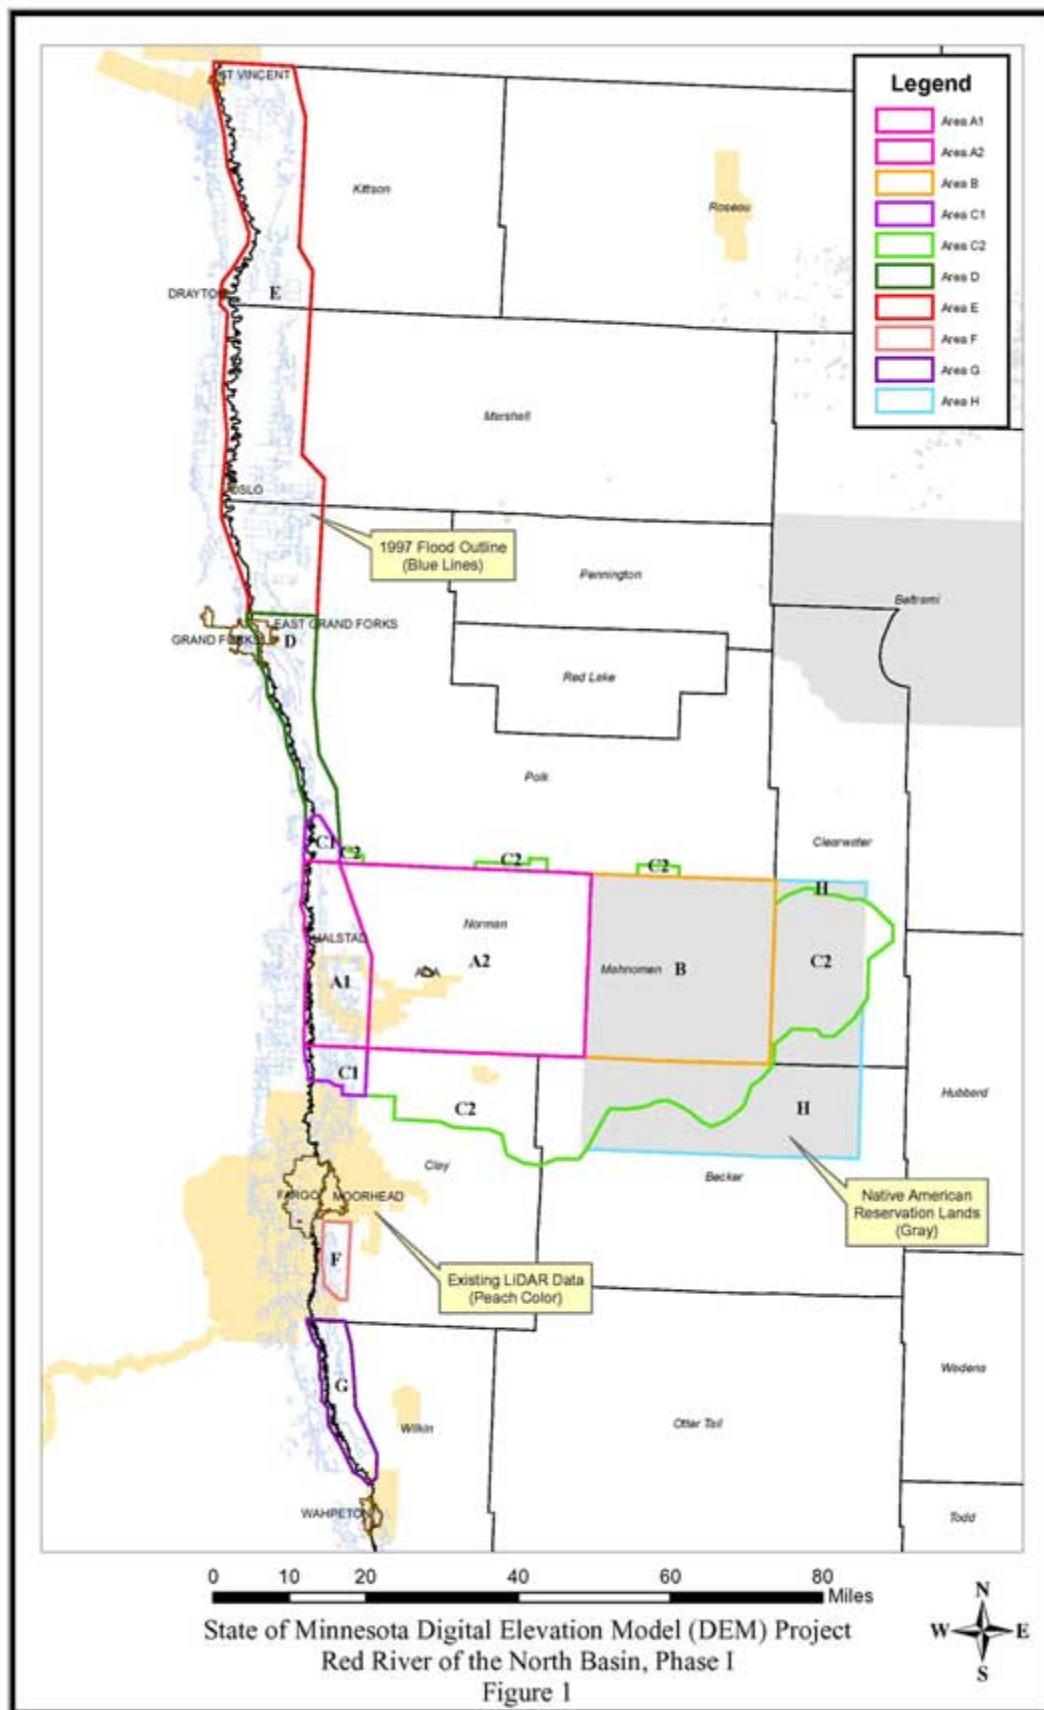 ST VINCENT
Legend
Area A1
Area A2
Area B
Area C1
Area C2
Area D
Area E
Area F
Area G
Area H
Kittson
Roseau
DRAYTON
E
Marshall
OSLO
1997 Flood Outline
(Blue Lines)
Pennington
Beltrami
EAST GRAND FORKS
GRAND FORKS
D
Red Lake
Polk
C1
C2
C2
C2
Clearwater
H
Norman
HALSTAD
A2
ADA
A1
Mahnomen
B
C2
C1
C2
H
Hubbard
Clay
Becker
FARGO
MOORHEAD
Native American
Reservation Lands
(Gray)
F
Existing LiDAR Data
(Peach Color)
G
Wilkin
Otter Tail
Wadena
WAHPETON
Todd
0 10 20 40 60 80
Miles
State of Minnesota Digital Elevation Model (DEM) Project
Red River of the North Basin, Phase I
Figure 1
N
W E
S